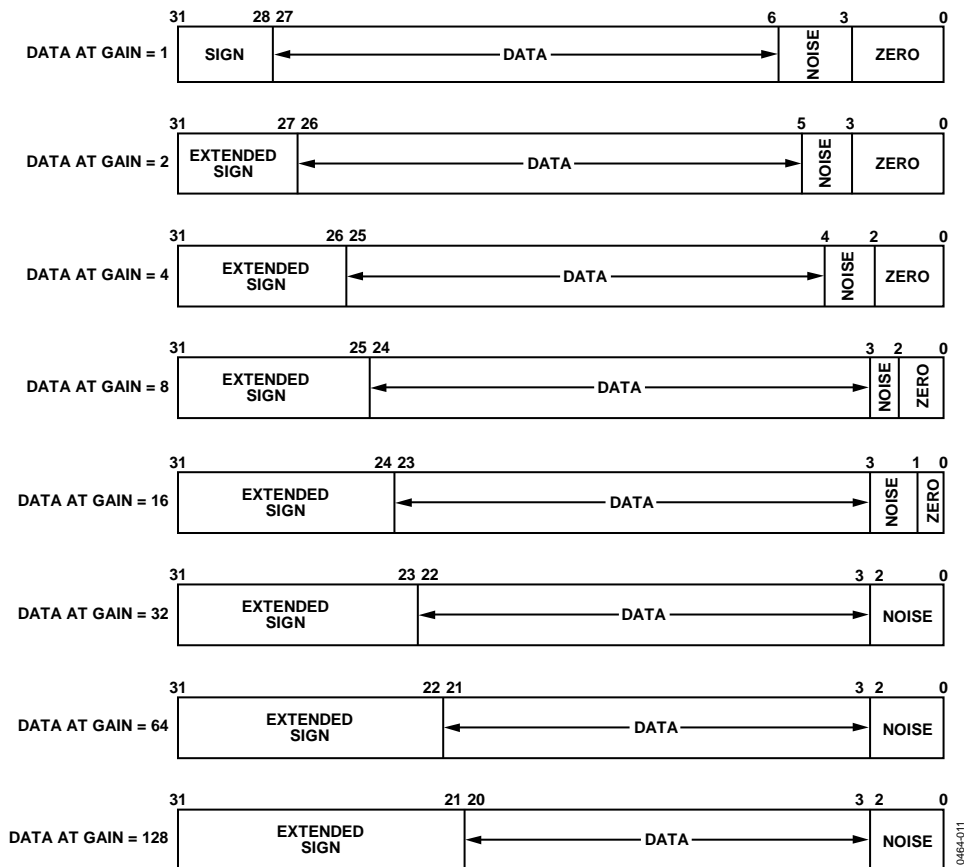 31 28 27 6 3 0
DATA AT GAIN = 1 SIGN DATA NOISE ZERO
31 27 26 5 3 0
DATA AT GAIN = 2 EXTENDED SIGN DATA NOISE ZERO
31 26 25 4 2 0
DATA AT GAIN = 4 EXTENDED SIGN DATA NOISE ZERO
31 25 24 3 2 0
DATA AT GAIN = 8 EXTENDED SIGN DATA NOISE ZERO
31 24 23 3 1 0
DATA AT GAIN = 16 EXTENDED SIGN DATA NOISE ZERO
31 23 22 3 2 0
DATA AT GAIN = 32 EXTENDED SIGN DATA NOISE
31 22 21 3 2 0
DATA AT GAIN = 64 EXTENDED SIGN DATA NOISE
31 21 20 3 2 0
DATA AT GAIN = 128 EXTENDED SIGN DATA NOISE
0464-011